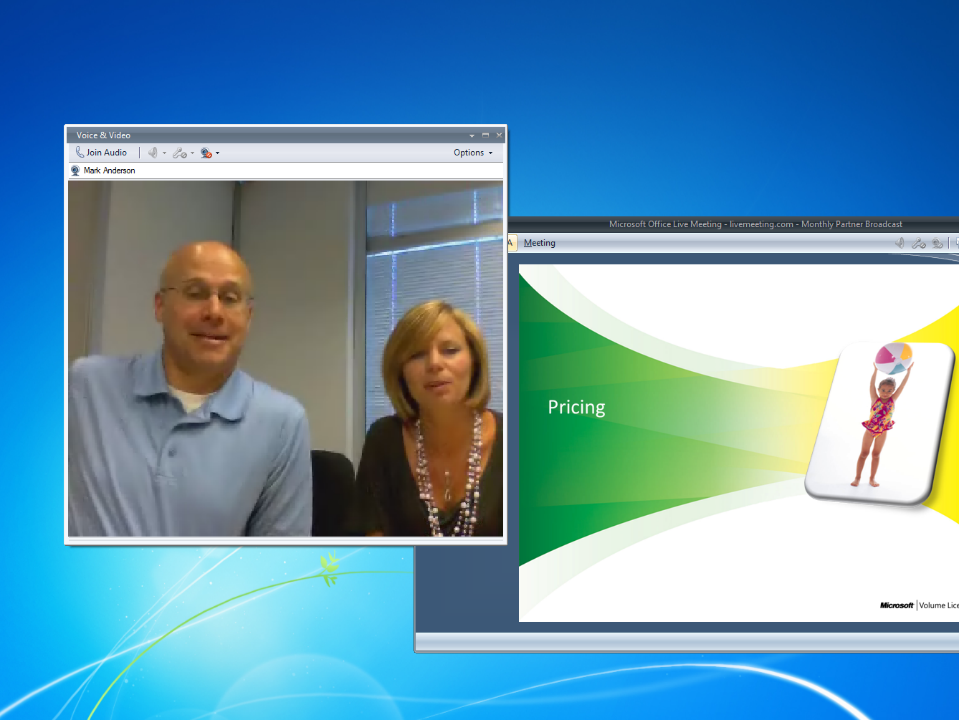 Voice & Video
Join Audio
Options
Mark Anderson
Microsoft Office Live Meeting - livemeeting.com - Monthly Partner Broadcast
A Meeting
Pricing
Microsoft Volume Lice